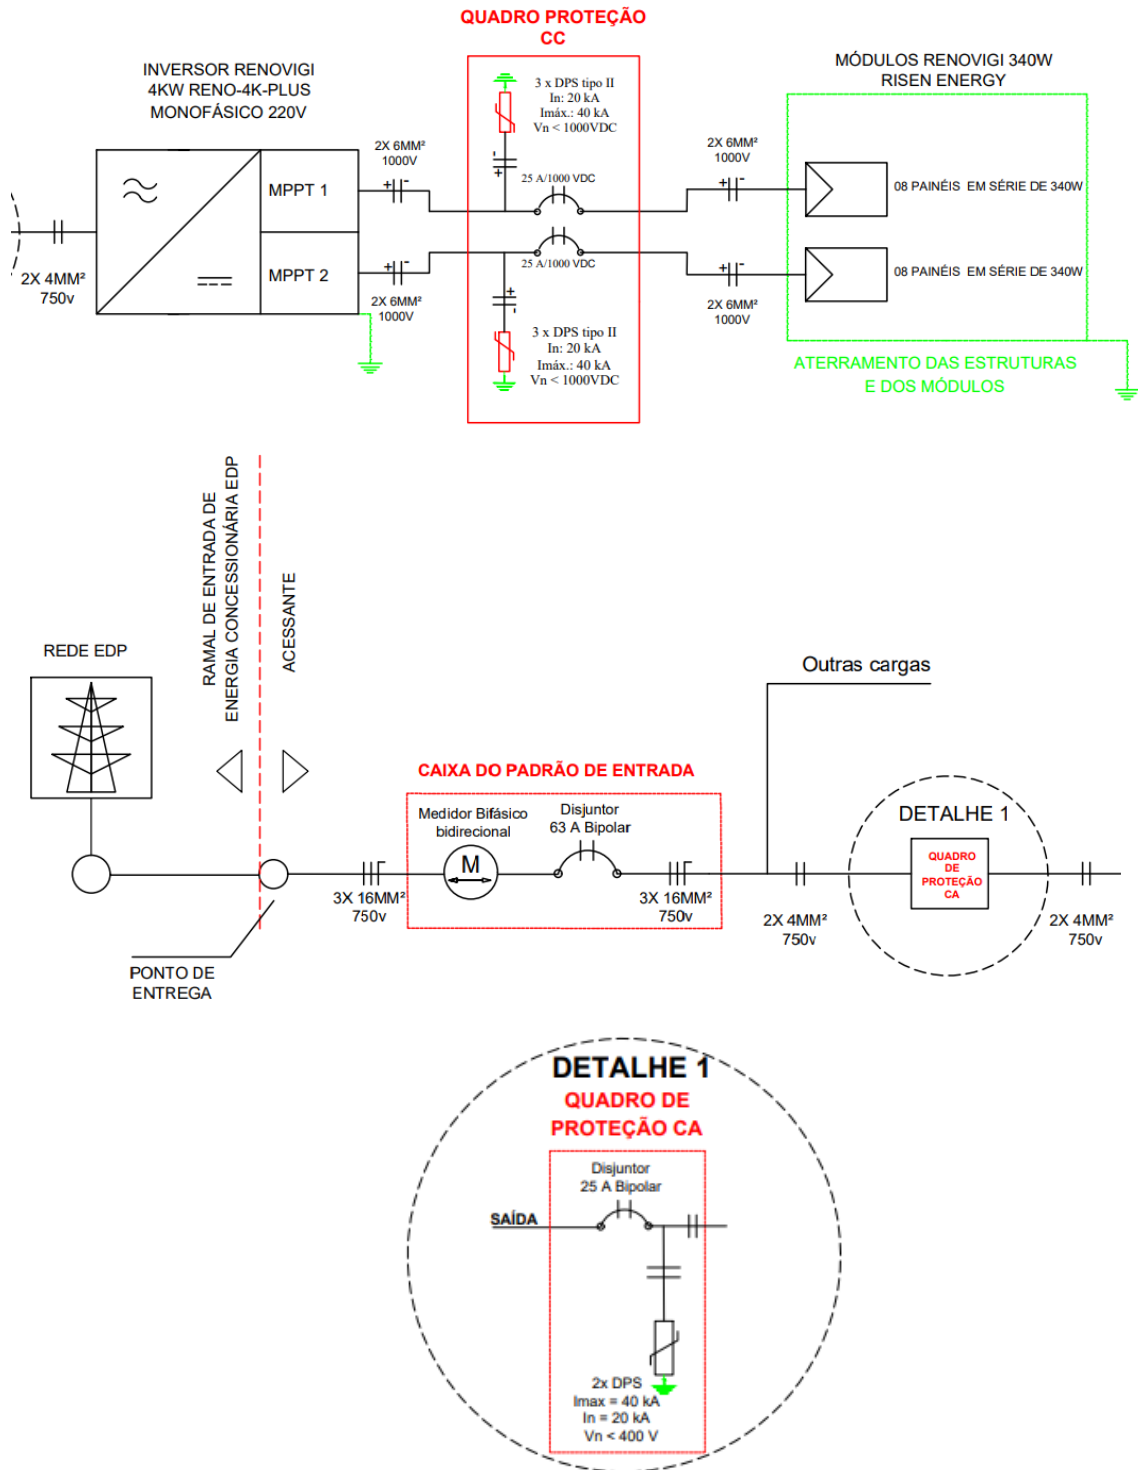 QUADRO PROTEÇÃO
CC
INVERSOR RENOVIGI
4KW RENO-4K-PLUS
MONOFÁSICO 220V
MÓDULOS RENOVIGI 340W
RISEN ENERGY
3 x DPS tipo II
In: 20 kA
Imáx.: 40 kA
Vn < 1000VDC
2X 6MM²
1000V
2X 6MM²
1000V
MPPT 1
25 A/1000 VDC
08 PAINÉIS EM SÉRIE DE 340W
MPPT 2
25 A/1000 VDC
08 PAINÉIS EM SÉRIE DE 340W
2X 4MM²
750v
2X 6MM²
1000V
2X 6MM²
1000V
3 x DPS tipo II
In: 20 kA
Imáx.: 40 kA
Vn < 1000VDC
ATERRAMENTO DAS ESTRUTURAS
E DOS MÓDULOS
RAMAL DE ENTRADA DE
ENERGIA CONCESSIONÁRIA EDP
ACESSANTE
REDE EDP
Outras cargas
CAIXA DO PADRÃO DE ENTRADA
Medidor Bifásico
bidirecional
Disjuntor
63 A Bipolar
M
DETALHE 1
QUADRO
DE
PROTEÇÃO
CA
3X 16MM²
750v
3X 16MM²
750v
2X 4MM²
750v
2X 4MM²
750v
PONTO DE
ENTREGA
DETALHE 1
QUADRO DE
PROTEÇÃO CA
Disjuntor
25 A Bipolar
SAÍDA
2x DPS
Imax = 40 kA
In = 20 kA
Vn < 400 V